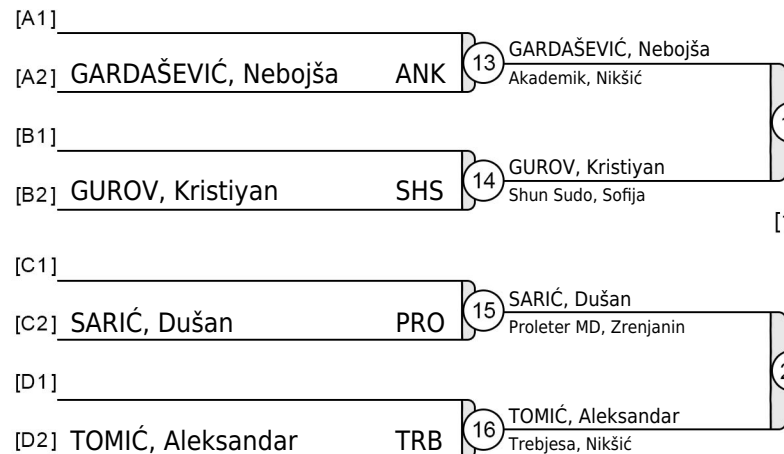 [A1]
[A2] GARDAŠEVIĆ, Nebojša ANK
13 GARDAŠEVIĆ, Nebojša
Akademik, Nikšić
[B1]
[B2] GUROV, Kristiyan SHS
14 GUROV, Kristiyan
Shun Sudo, Sofija
[C1]
[C2] SARIĆ, Dušan PRO
15 SARIĆ, Dušan
Proleter MD, Zrenjanin
[D1]
[D2] TOMIĆ, Aleksandar TRB
16 TOMIĆ, Aleksandar
Trebjesa, Nikšić